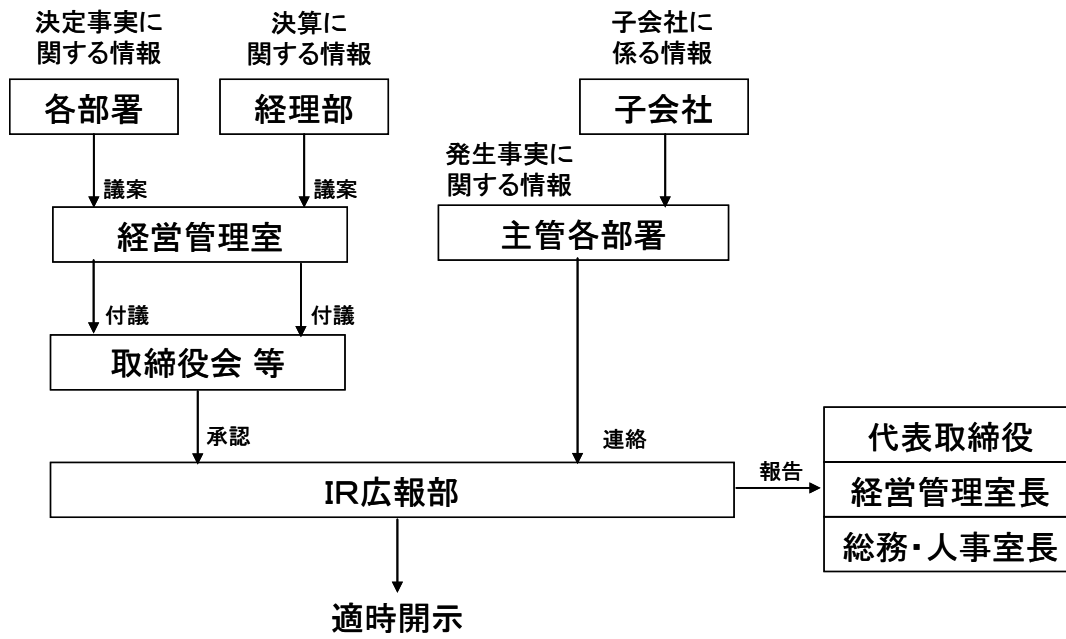 決定事実に
関する情報
決算に
関する情報
子会社に
係る情報
各部署
経理部
子会社
発生事実に
関する情報
議案
議案
経営管理室
主管各部署
付議
付議
取締役会 等
承認
連絡
代表取締役
IR広報部
報告
経営管理室長
総務・人事室長
適時開示